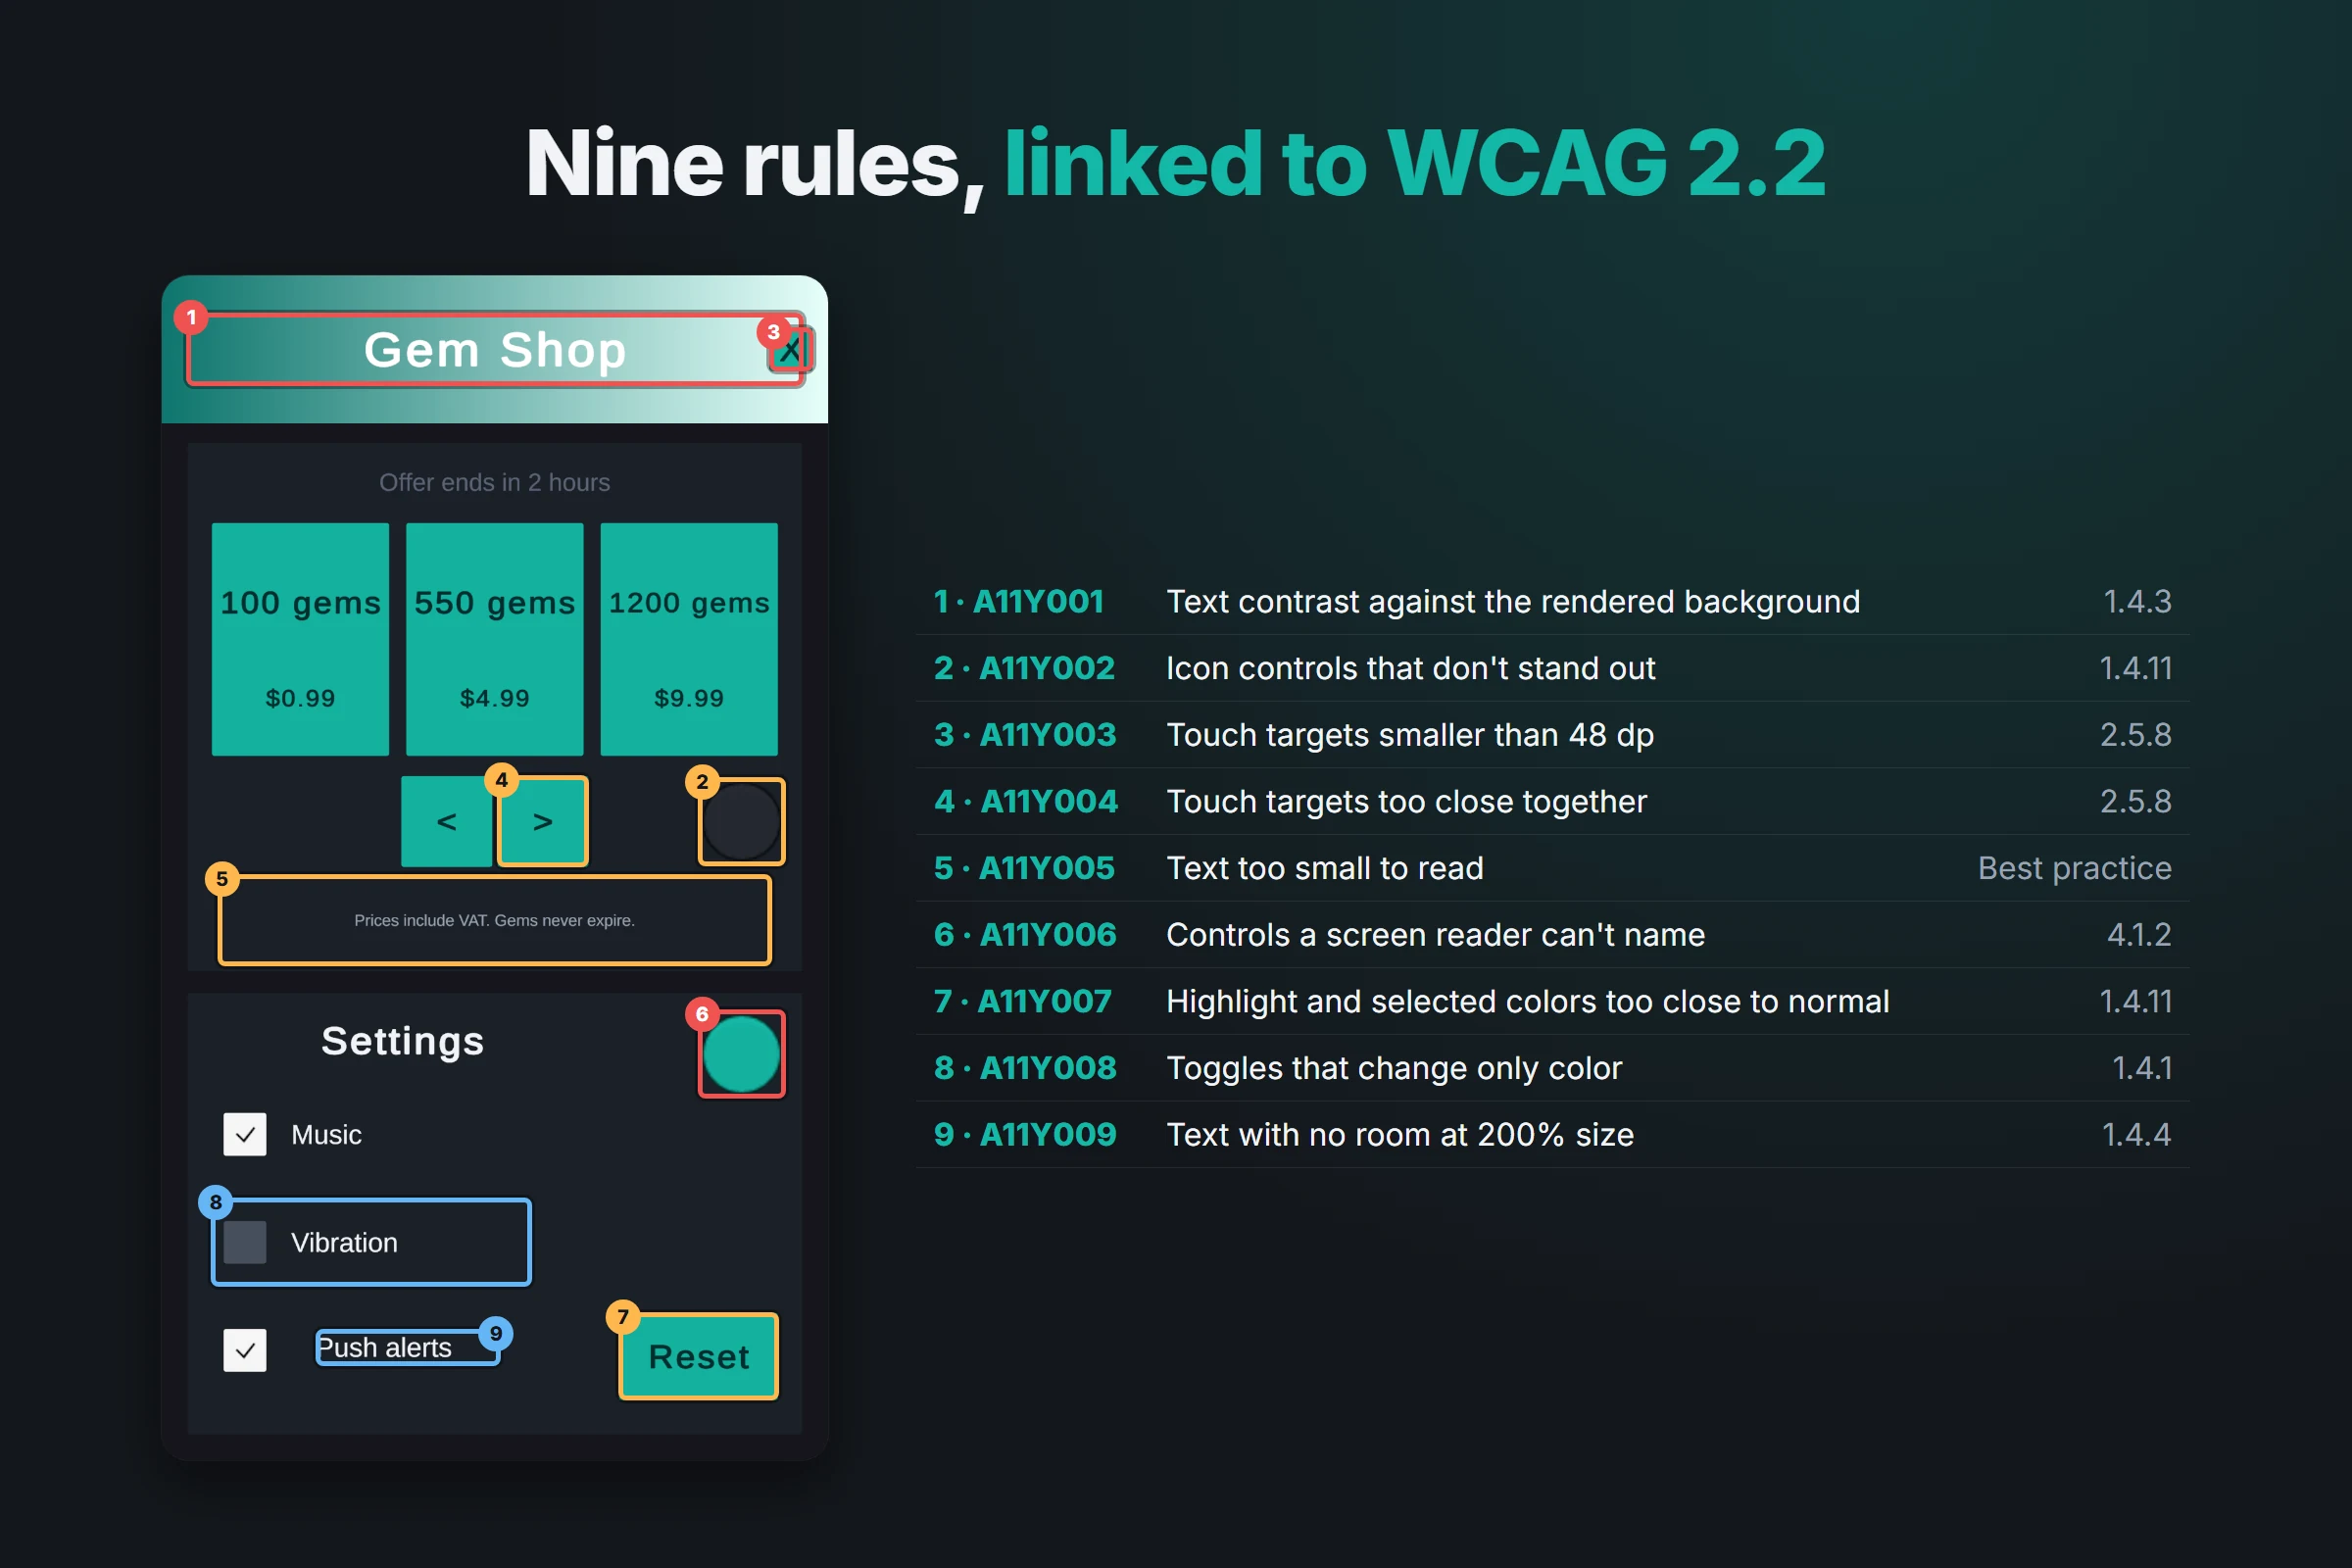 Nine rules, linked to WCAG 2.2
1
Gem Shop
3
X
Offer ends in 2 hours
100 gems
$0.99
550 gems
$4.99
1200 gems
$9.99
<
4
>
2
5
Prices include VAT. Gems never expire.
Settings
6
Music
8
Vibration
Push alerts
9
7
Reset
1 · A11Y001 Text contrast against the rendered background 1.4.3
2 · A11Y002 Icon controls that don't stand out 1.4.11
3 · A11Y003 Touch targets smaller than 48 dp 2.5.8
4 · A11Y004 Touch targets too close together 2.5.8
5 · A11Y005 Text too small to read Best practice
6 · A11Y006 Controls a screen reader can't name 4.1.2
7 · A11Y007 Highlight and selected colors too close to normal 1.4.11
8 · A11Y008 Toggles that change only color 1.4.1
9 · A11Y009 Text with no room at 200% size 1.4.4